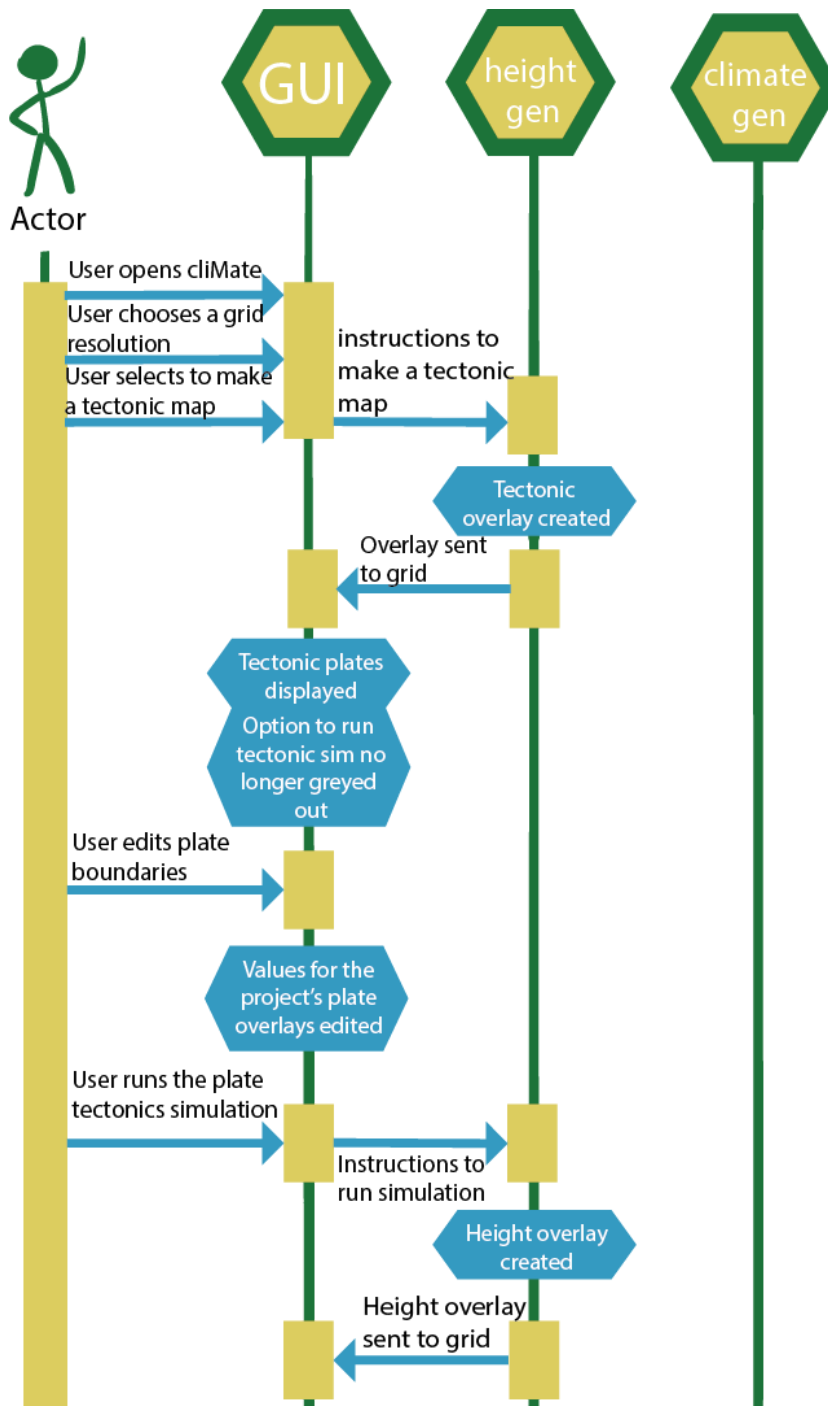 GUI
height
gen
climate
gen
Actor
User opens cliMate
User chooses a grid
resolution
User selects to make
a tectonic map
instructions to
make a tectonic
map
Tectonic
overlay created
Overlay sent
to grid
Tectonic plates
displayed
Option to run
tectonic sim no
longer greyed
out
User edits plate
boundaries
Values for the
project's plate
overlays edited
User runs the plate
tectonics simulation
Instructions to
run simulation
Height overlay
created
Height overlay
sent to grid